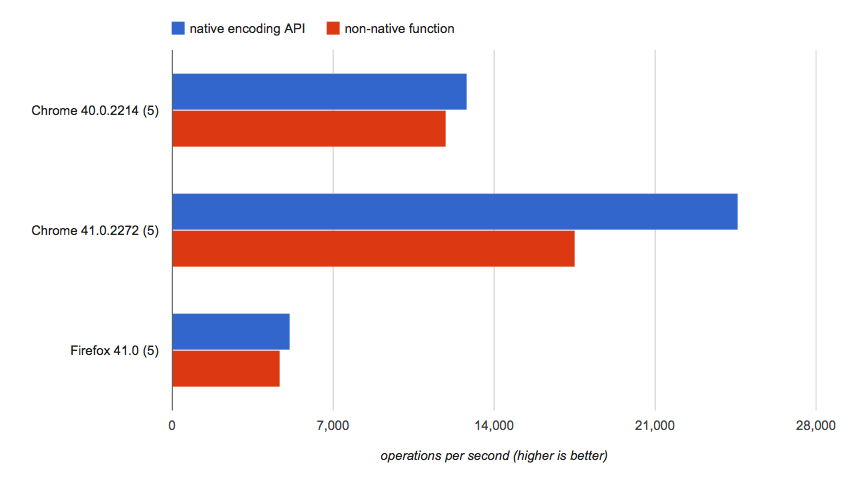 native encoding API non-native function
Chrome 40.0.2214 (5)
Chrome 41.0.2272 (5)
Firefox 41.0 (5)
0 7,000 14,000 21,000 28,000
operations per second (higher is better)